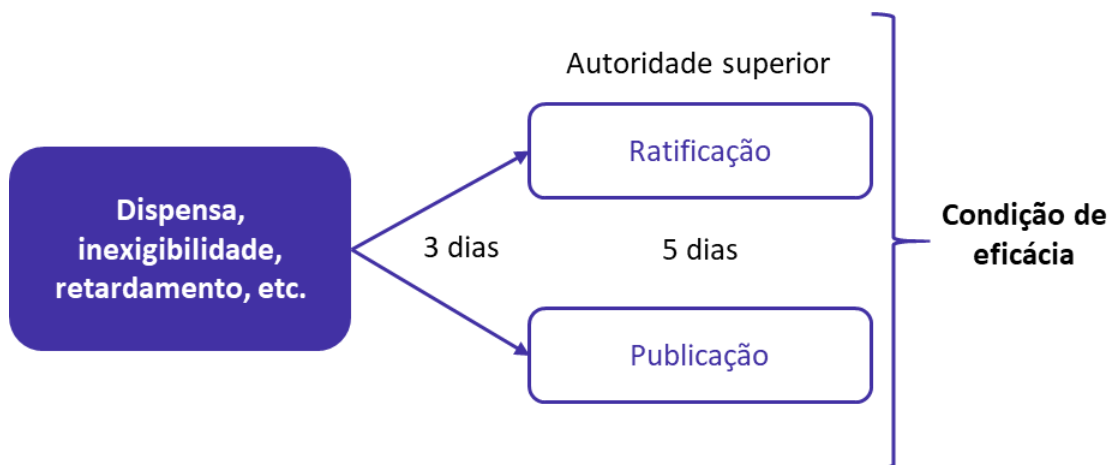 Dispensa,
inexigibilidade,
retardamento, etc.
3 dias
Autoridade superior
Ratificação
5 dias
Publicação
Condição de
eficácia